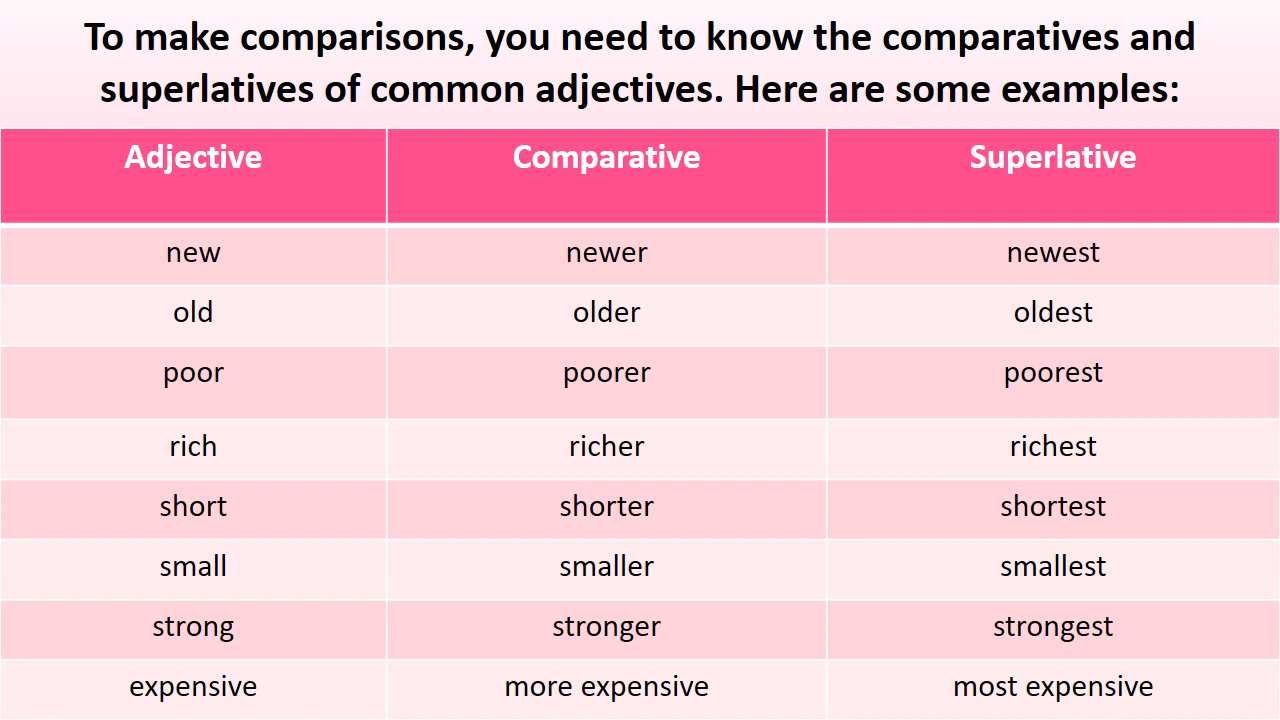 To make comparisons, you need to know the comparatives and
superlatives of common adjectives. Here are some examples:
Adjective Comparative Superlative
new newer newest
old older oldest
poor poorer poorest
rich richer richest
short shorter shortest
small smaller smallest
strong stronger strongest
expensive more expensive most expensive